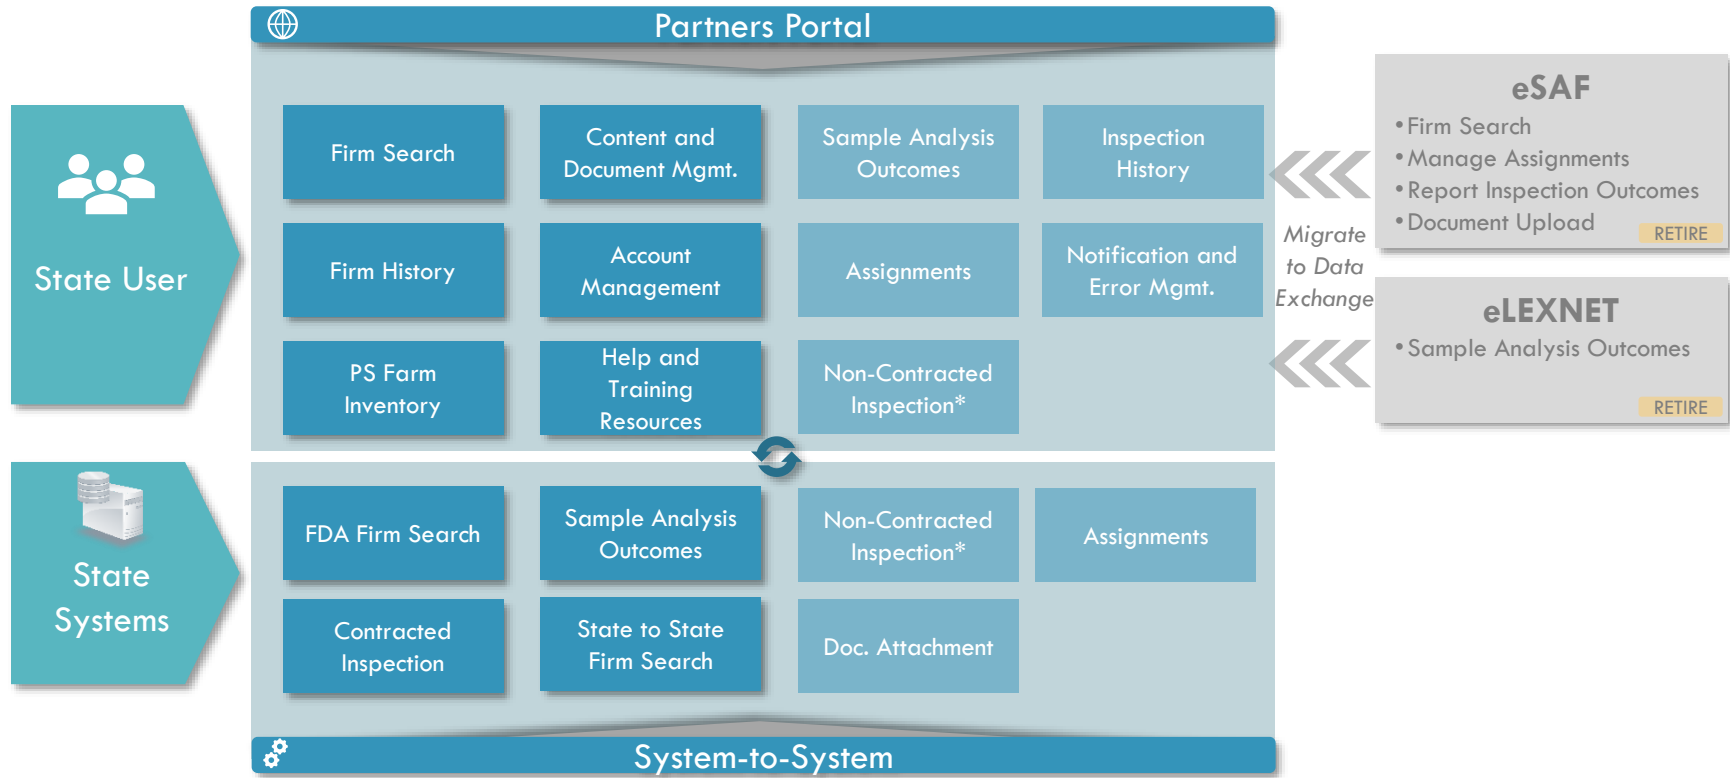 Partners Portal
State User
Firm Search
Content and
Document Mgmt.
Sample Analysis
Outcomes
Inspection
History
Firm History
Account
Management
Assignments
Notification and
Error Mgmt.
PS Farm
Inventory
Help and
Training
Resources
Non-Contracted
Inspection*
Migrate
to Data
Exchange
eSAF
•Firm Search
•Manage Assignments
•Report Inspection Outcomes
•Document Upload
RETIRE
eLEXNET
•Sample Analysis Outcomes
RETIRE
State
Systems
FDA Firm Search
Sample Analysis
Outcomes
Non-Contracted
Inspection*
Assignments
Contracted
Inspection
State to State
Firm Search
Doc. Attachment
System-to-System